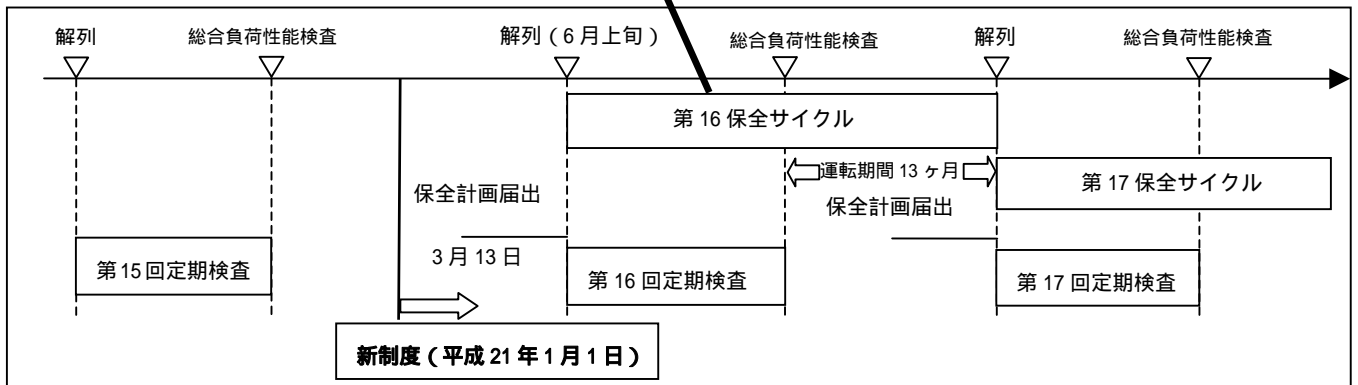 解列
総合負荷性能検査
解列（6月上旬）
総合負荷性能検査
解列
総合負荷性能検査
第16保全サイクル
運転期間13ヶ月
第17保全サイクル
保全計画届出
保全計画届出
3月13日
第15回定期検査
第16回定期検査
第17回定期検査
新制度（平成21年1月1日）